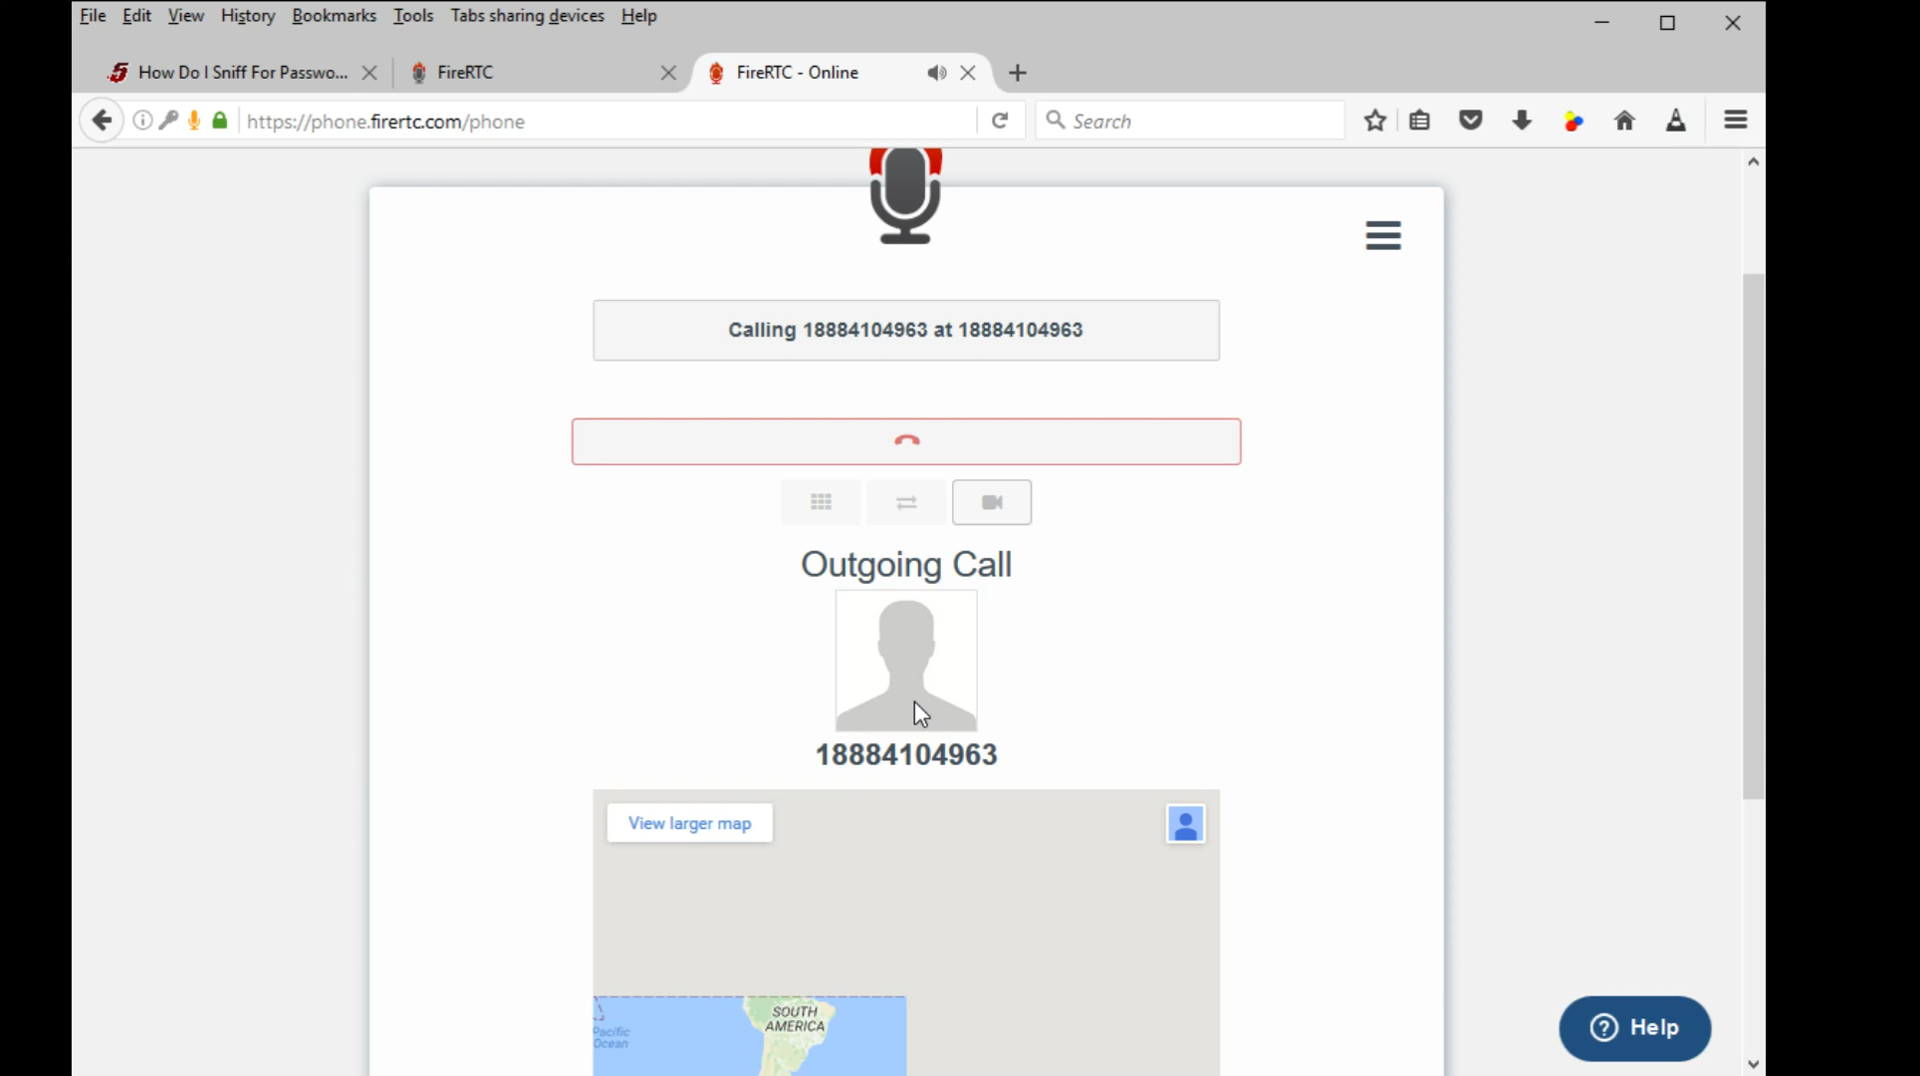 File Edit View History Bookmarks Tools Tabs sharing devices Help
How Do I Sniff For Passwo... FireRTC FireRTC - Online
https://phone.firertc.com/phone Search
Calling 18884104963 at 18884104963
Outgoing Call
18884104963
View larger map
SOUTH
AMERICA
Pacific
Ocean
Help